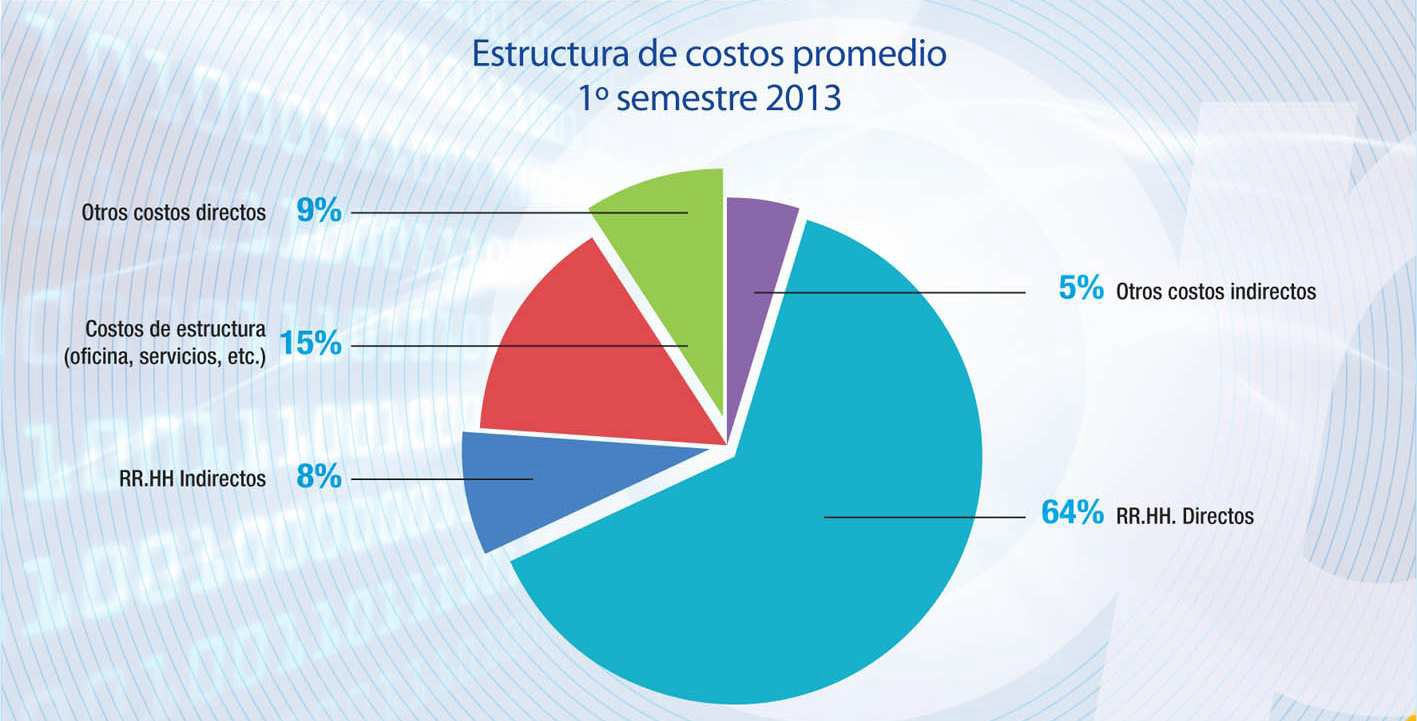 Estructura de costos promedio
1º semestre 2013
Otros costos directos 9%
5% Otros costos indirectos
Costos de estructura
(oficina, servicios, etc.) 15%
RR.HH Indirectos 8%
64% RR.HH. Directos